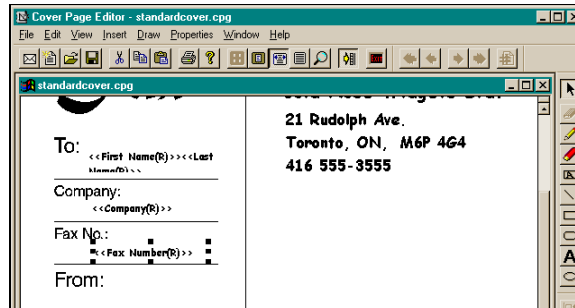 Cover Page Editor - standardcover.cpg
File Edit View Insert Draw Properties Window Help
standardcover.cpg
21 Rudolph Ave.
Toronto, ON, M6P 4G4
416 555-3555
To:
<<First Name(R)>><<Last
Name(R)>>
Company:
<<Company(R)>>
Fax No.:
<<Fax Number(R)>>
From: